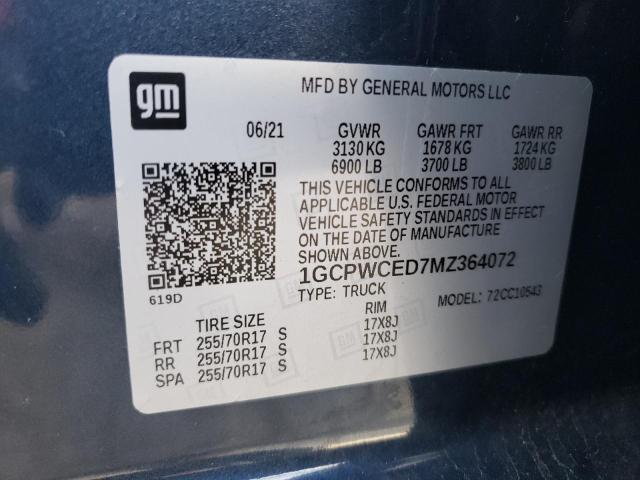 gm
MFD BY GENERAL MOTORS LLC
06/21 GVWR GAWR FRT GAWR RR
3130 KG 1678 KG 1724 KG
6900 LB 3700 LB 3800 LB
THIS VEHICLE CONFORMS TO ALL
APPLICABLE U.S. FEDERAL MOTOR
VEHICLE SAFETY STANDARDS IN EFFECT
ON THE DATE OF MANUFACTURE
SHOWN ABOVE.
1GCPWCED7MZ364072
619D
TYPE: TRUCK MODEL: 72CC10543
TIRE SIZE RIM
FRT 255/70R17 S 17X8J
RR 255/70R17 S 17X8J
SPA 255/70R17 S 17X8J